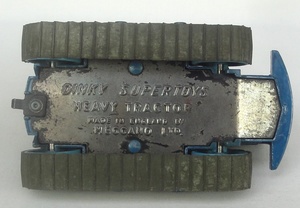 DINKY SUPERTOYS
HEAVY TRACTOR
MADE IN ENGLAND BY
MECCANO LTD